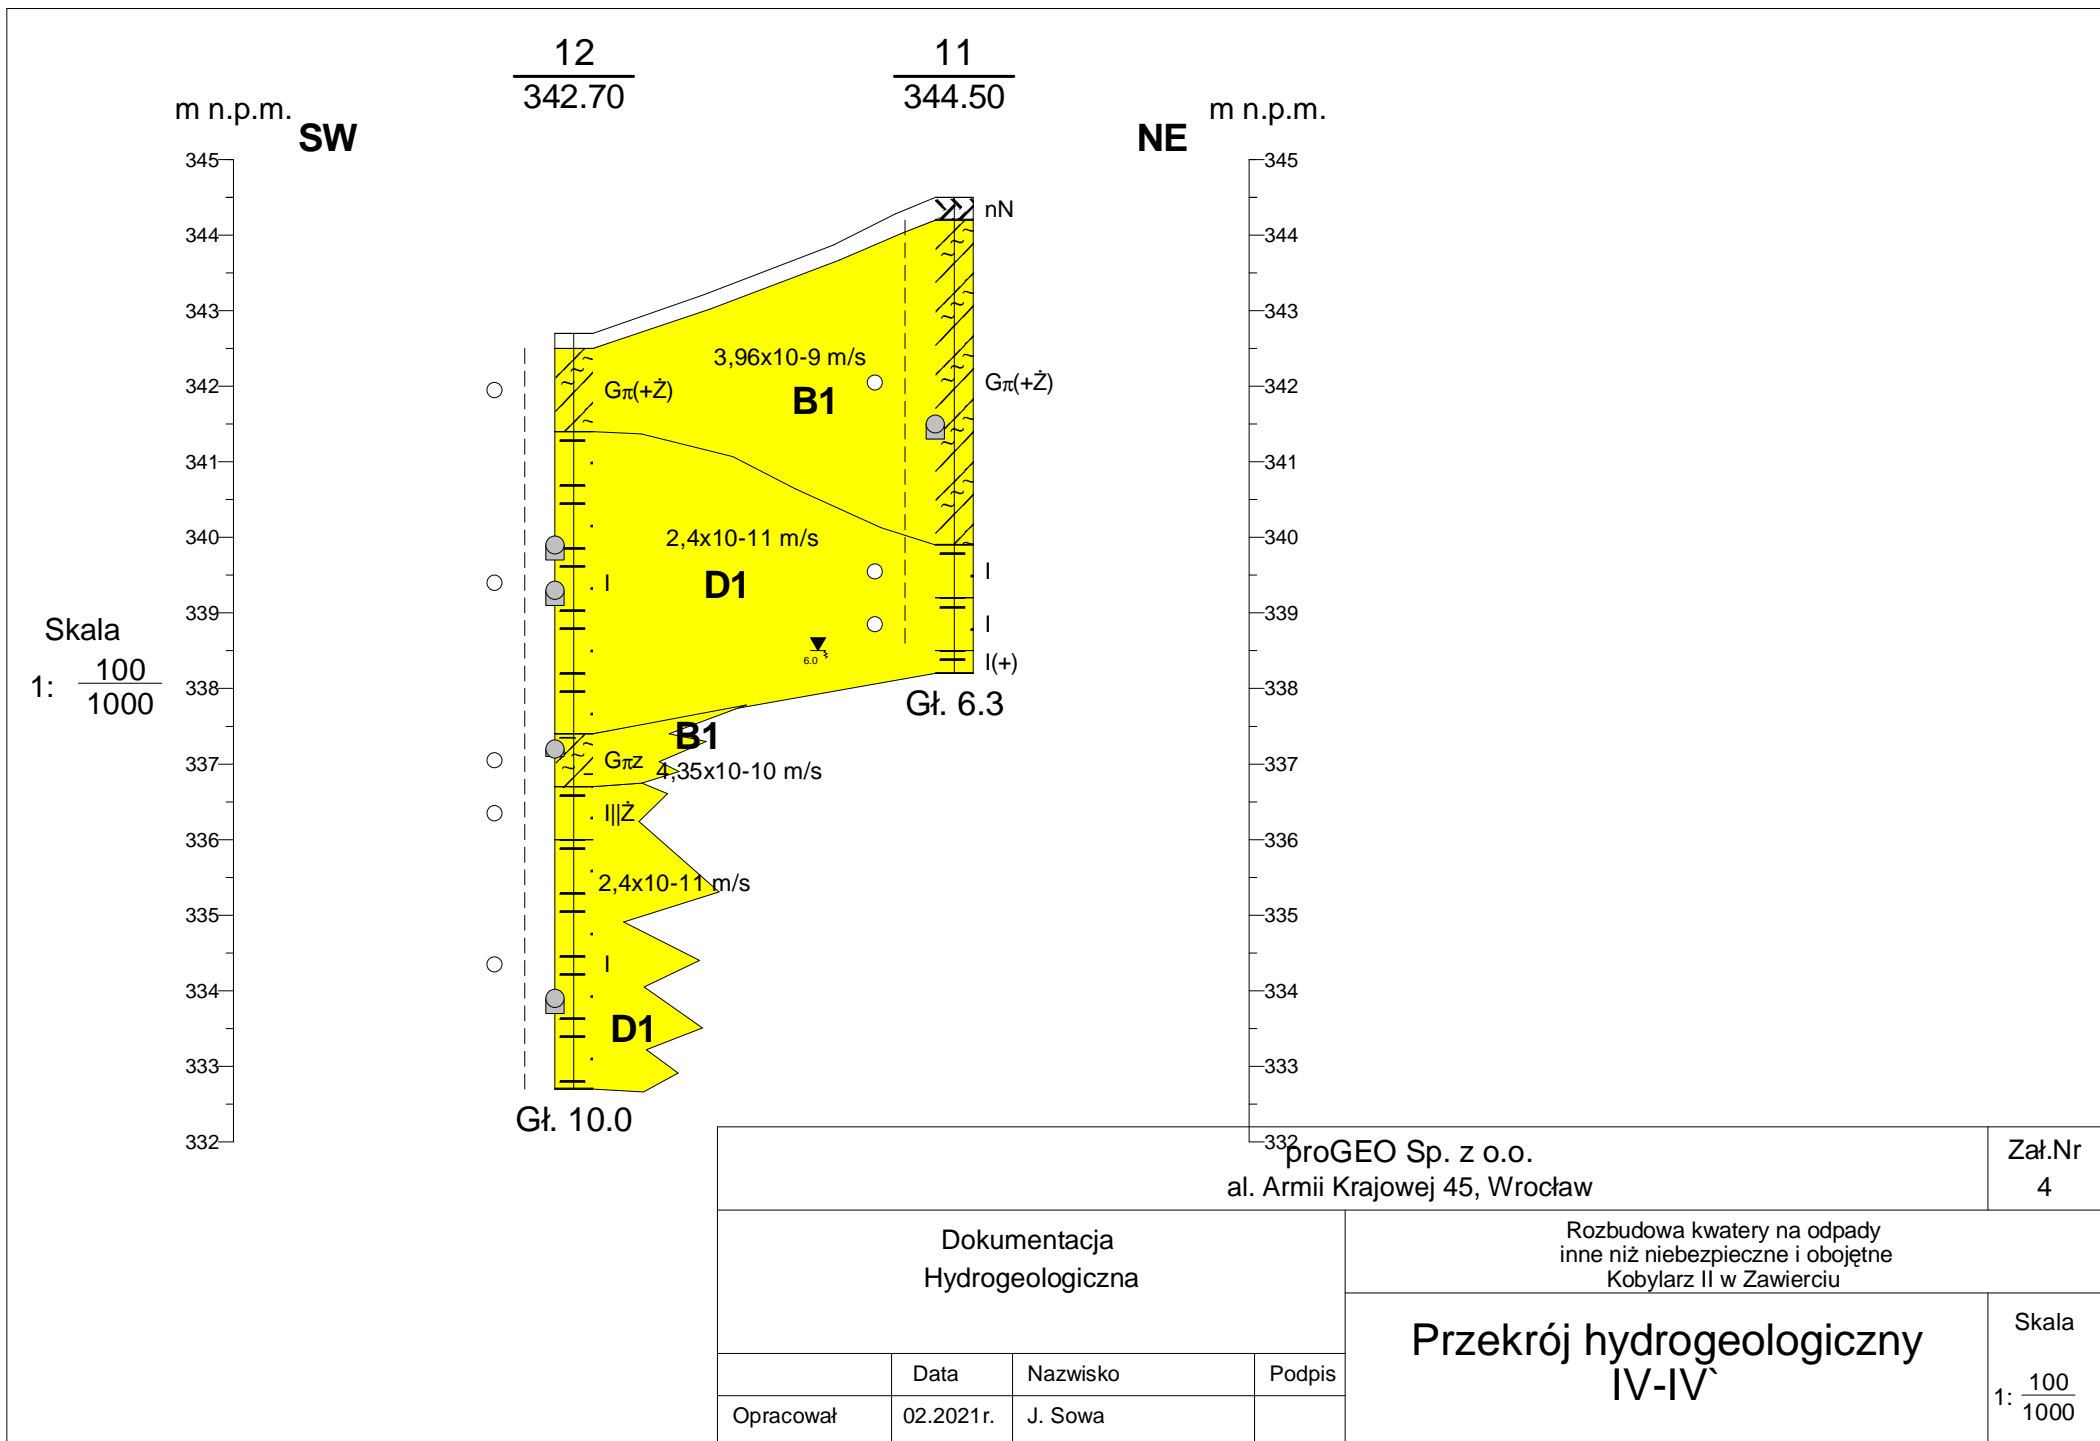 12
342.70
11
344.50
m n.p.m.
SW
NE
m n.p.m.
345
344
343
342
341
340
339
338
337
336
335
334
333
332
345
344
343
342
341
340
339
338
337
336
335
334
333
332
Skala
1: 100
1000
nN
Gπ(+Ż)
I
I
I(+)
Gł. 6.3
3,96x10-9 m/s
B1
2,4x10-11 m/s
D1
6.0
Gπ(+Ż)
I
B1
Gπz
4,35x10-10 m/s
I||Ż
2,4x10-11 m/s
I
D1
Gł. 10.0
proGEO Sp. z o.o.
al. Armii Krajowej 45, Wrocław
Zał.Nr
4
Dokumentacja
Hydrogeologiczna
Rozbudowa kwatery na odpady
inne niż niebezpieczne i obojętne
Kobylarz II w Zawierciu
Przekrój hydrogeologiczny
IV-IV`
Skala
1: 100
1000
Data
Nazwisko
Podpis
Opracował
02.2021r.
J. Sowa